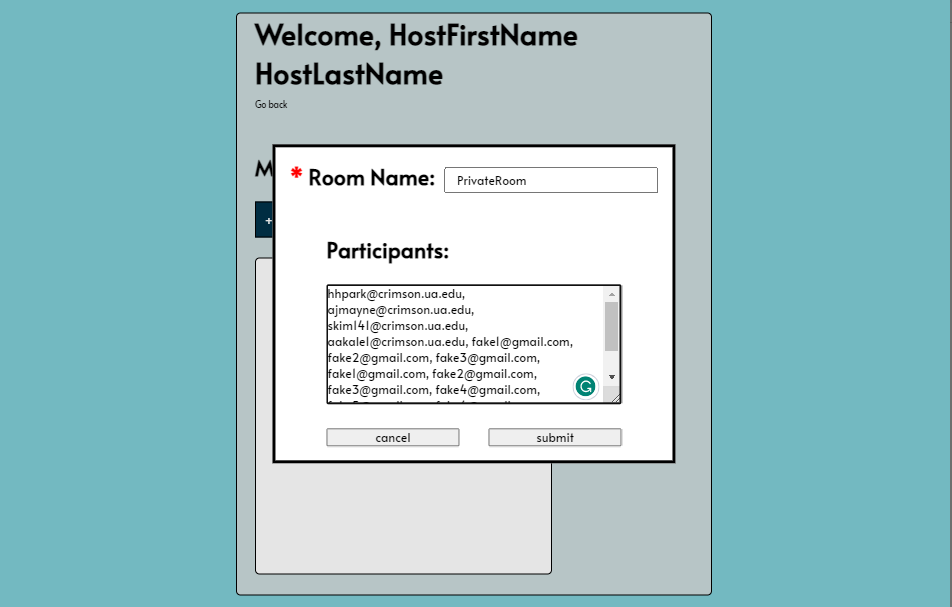 Welcome, HostFirstName
HostLastName
Go back
M
* Room Name: PrivateRoom
+
Participants:
hhpark@crimson.ua.edu,
ajmayne@crimson.ua.edu,
skim141@crimson.ua.edu,
aakale1@crimson.ua.edu, fake1@gmail.com,
fake2@gmail.com, fake3@gmail.com,
fake1@gmail.com, fake2@gmail.com,
fake3@gmail.com, fake4@gmail.com,
cancel submit